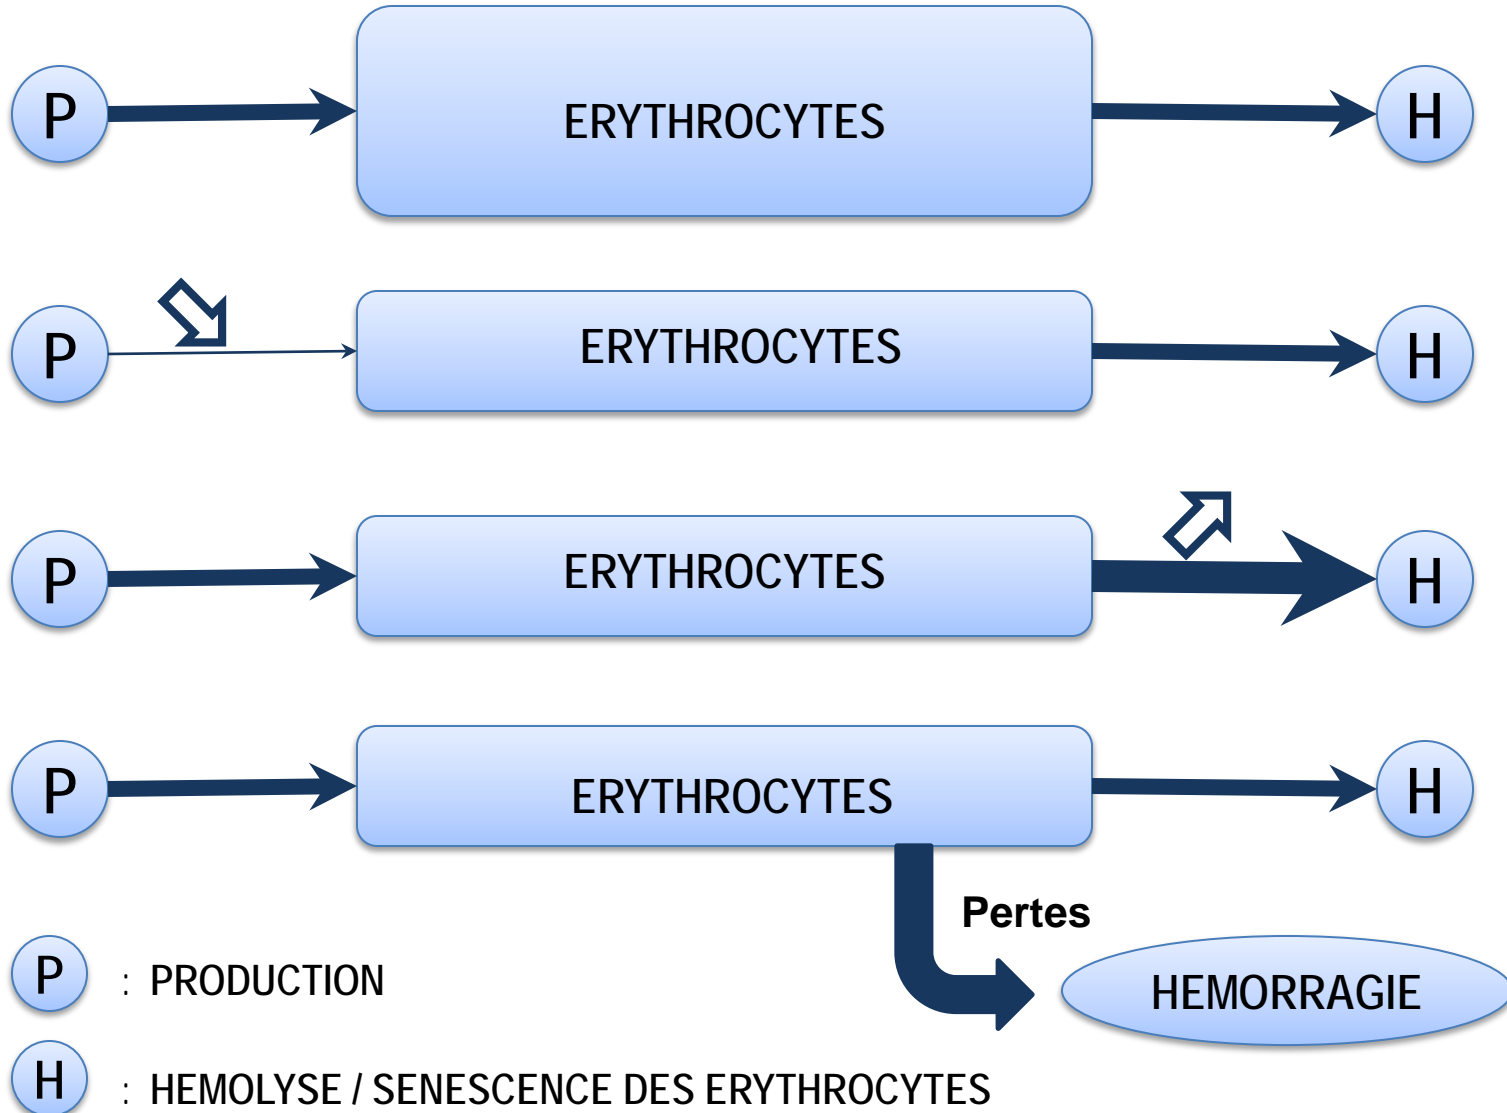 P ERYTHROCYTES H
P ERYTHROCYTES H
P ERYTHROCYTES H
P ERYTHROCYTES H
Pertes
HEMORRAGIE
P : PRODUCTION
H : HEMOLYSE / SENESCENCE DES ERYTHROCYTES